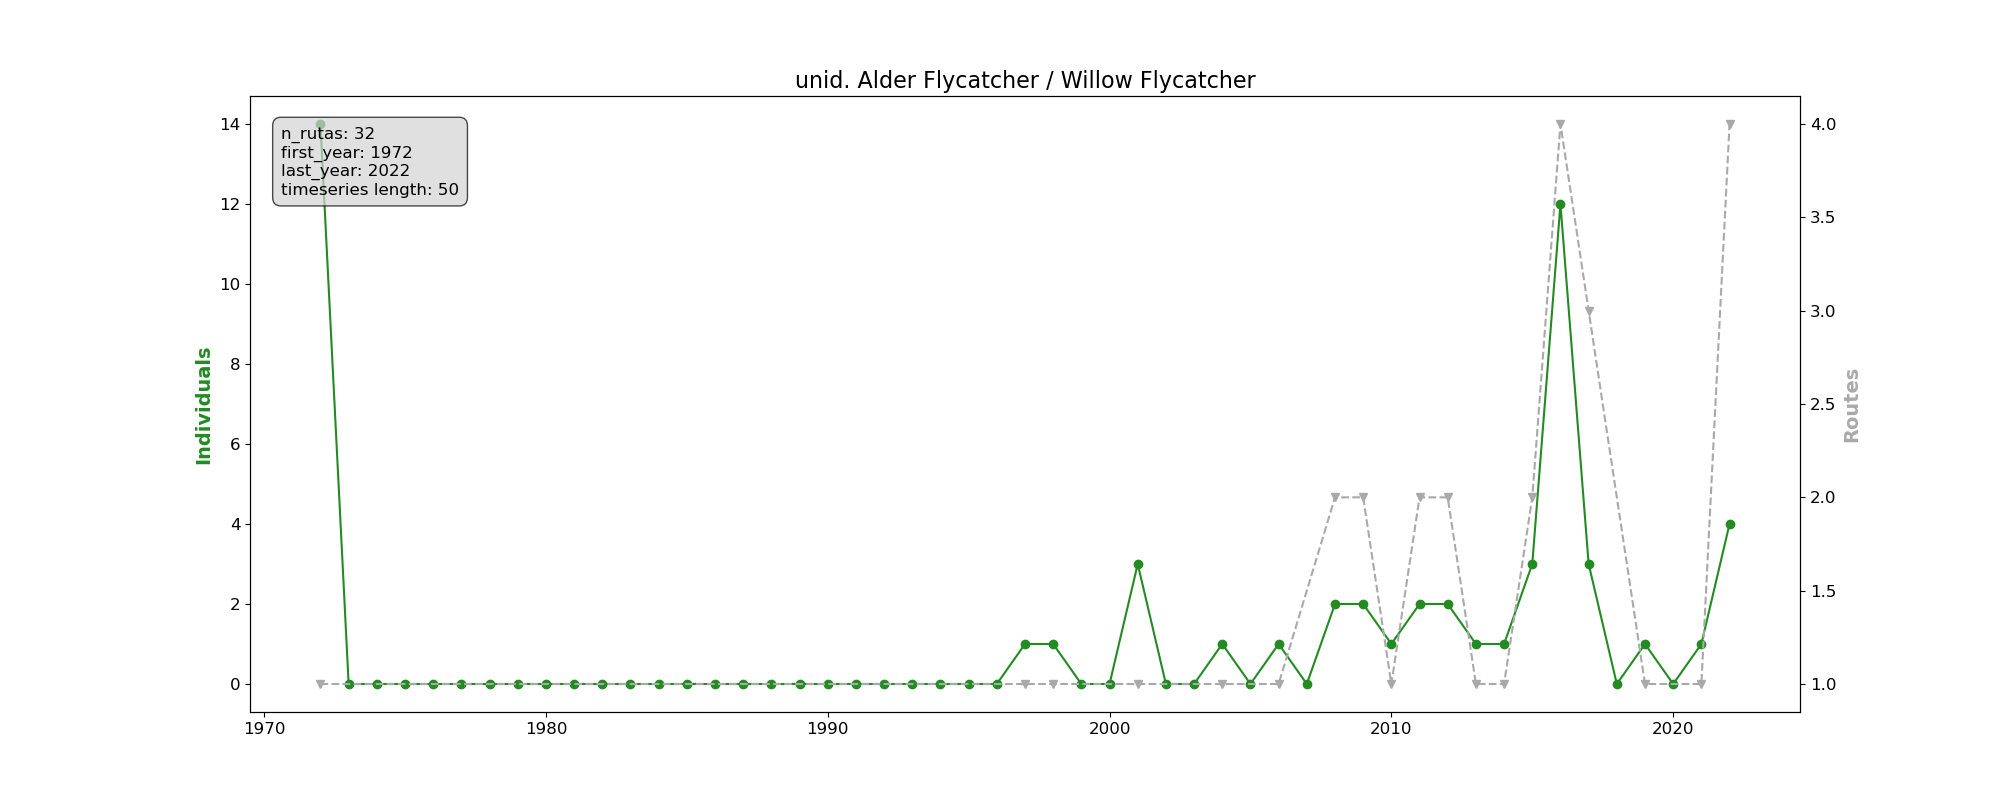 unid. Alder Flycatcher / Willow Flycatcher
n_rutas: 32
first_year: 1972
last_year: 2022
timeseries length: 50
14
12
10
8
6
4
2
0
Individuals
4.0
3.5
3.0
2.5
2.0
1.5
1.0
Routes
1970 1980 1990 2000 2010 2020